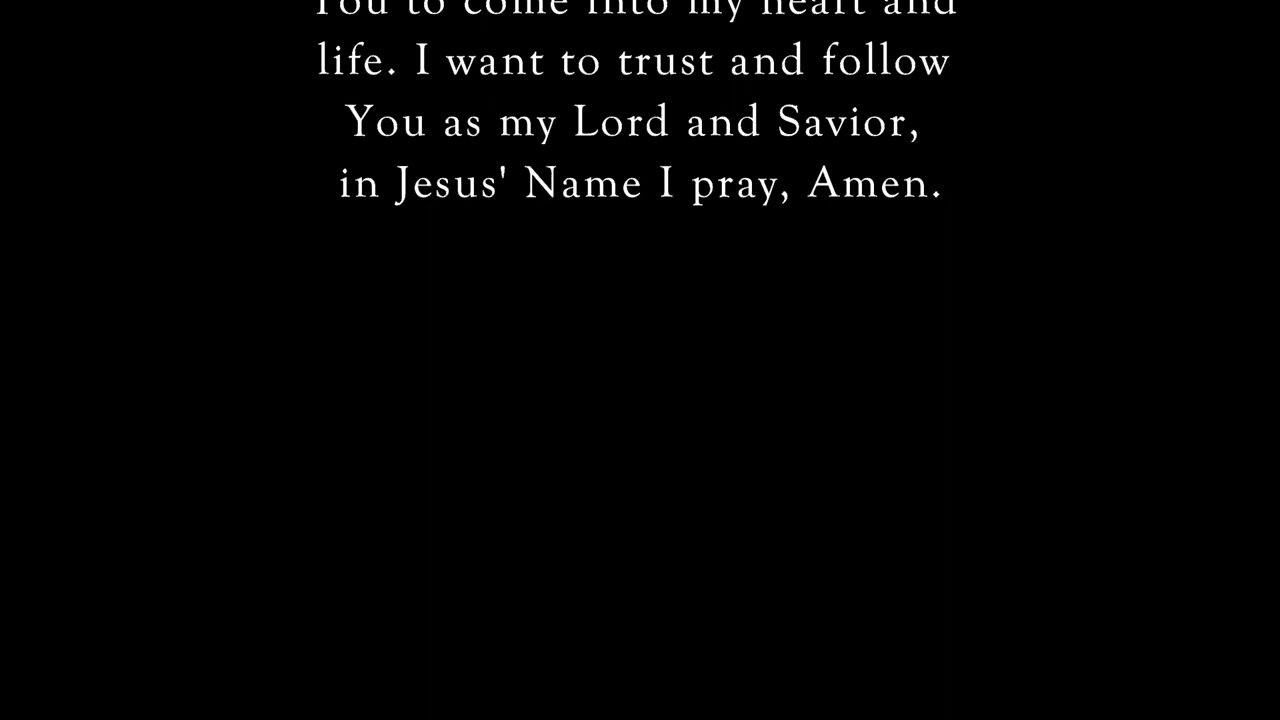 You to come into my heart and
life. I want to trust and follow
You as my Lord and Savior,
in Jesus' Name I pray, Amen.